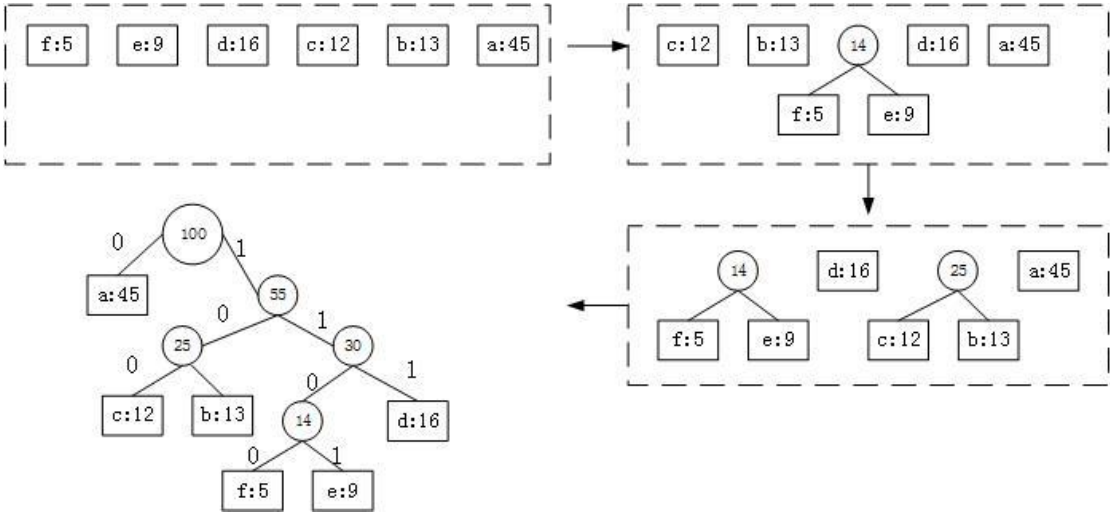 f:5 e:9 d:16 c:12 b:13 a:45
c:12 b:13 14 d:16 a:45
f:5 e:9
14 d:16 25 a:45
f:5 e:9 c:12 b:13
100
0 1
a:45 55
0 1
25 30
0 0 1
c:12 b:13 14 d:16
0 1
f:5 e:9